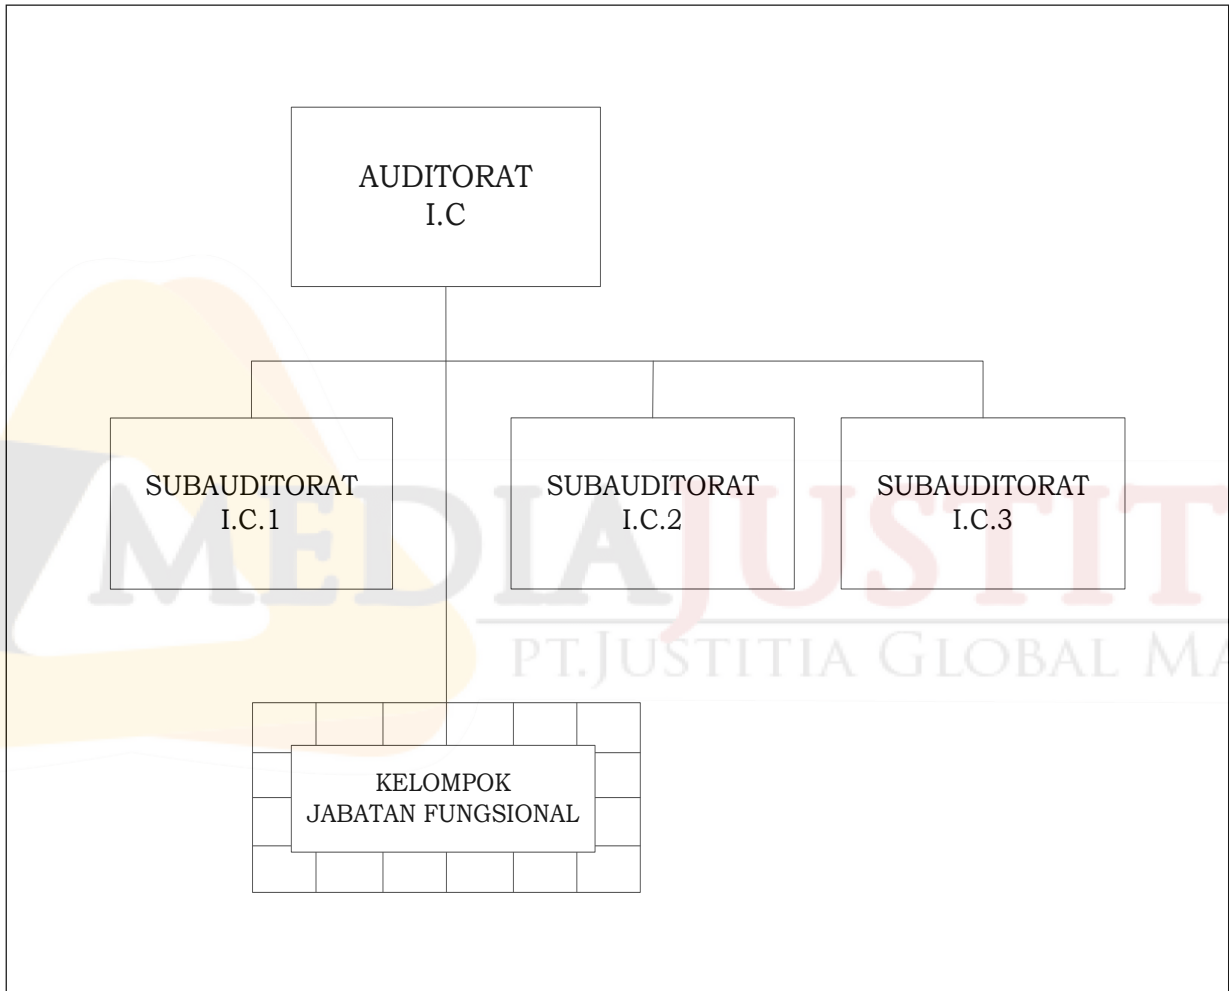 AUDITORAT
I.C
SUBAUDITORAT
I.C.1
SUBAUDITORAT
I.C.2
SUBAUDITORAT
I.C.3
MEDIAJUSTIT
PT.JUSTITIA GLOBAL MA
KELOMPOK
JABATAN FUNGSIONAL